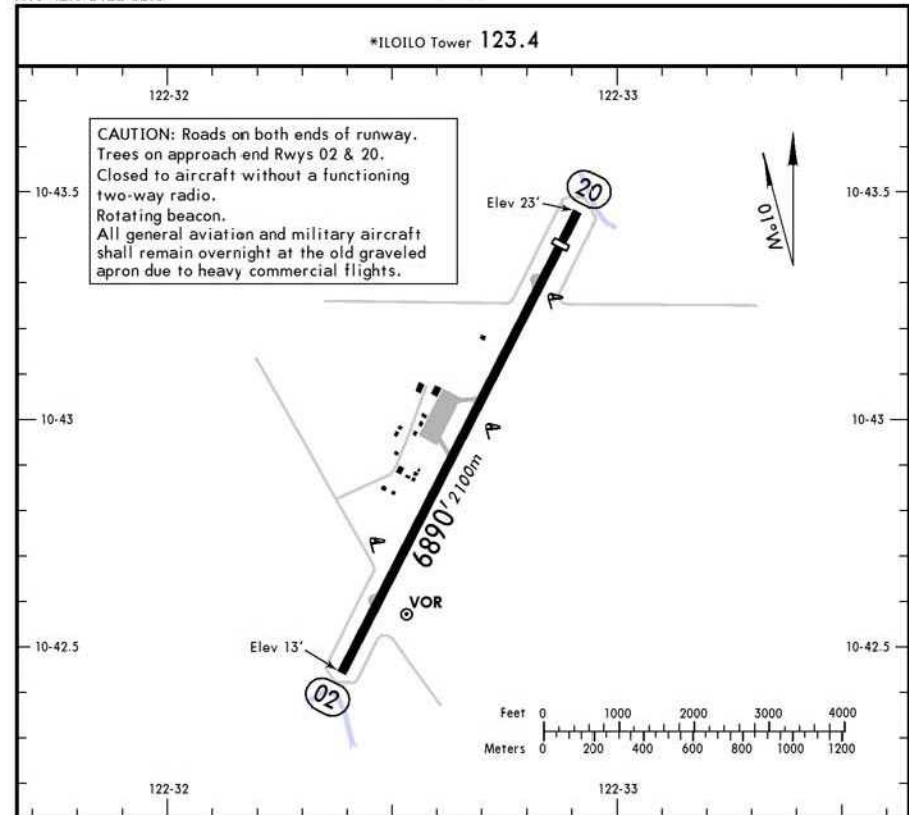 *ILOILO Tower 123.4
122-32
122-33
CAUTION: Roads on both ends of runway.
Trees on approach end Rwys 02 & 20.
Closed to aircraft without a functioning
two-way radio.
Rotating beacon.
All general aviation and military aircraft
shall remain overnight at the old graveled
apron due to heavy commercial flights.
10-43.5
Elev 23'
20
01°W
10-43.5
10-43
10-43
6890' 2100m
VOR
10-42.5
Elev 13'
10-42.5
02
Feet 0 1000 2000 3000 4000
Meters 0 200 400 600 800 1000 1200
122-32
122-33